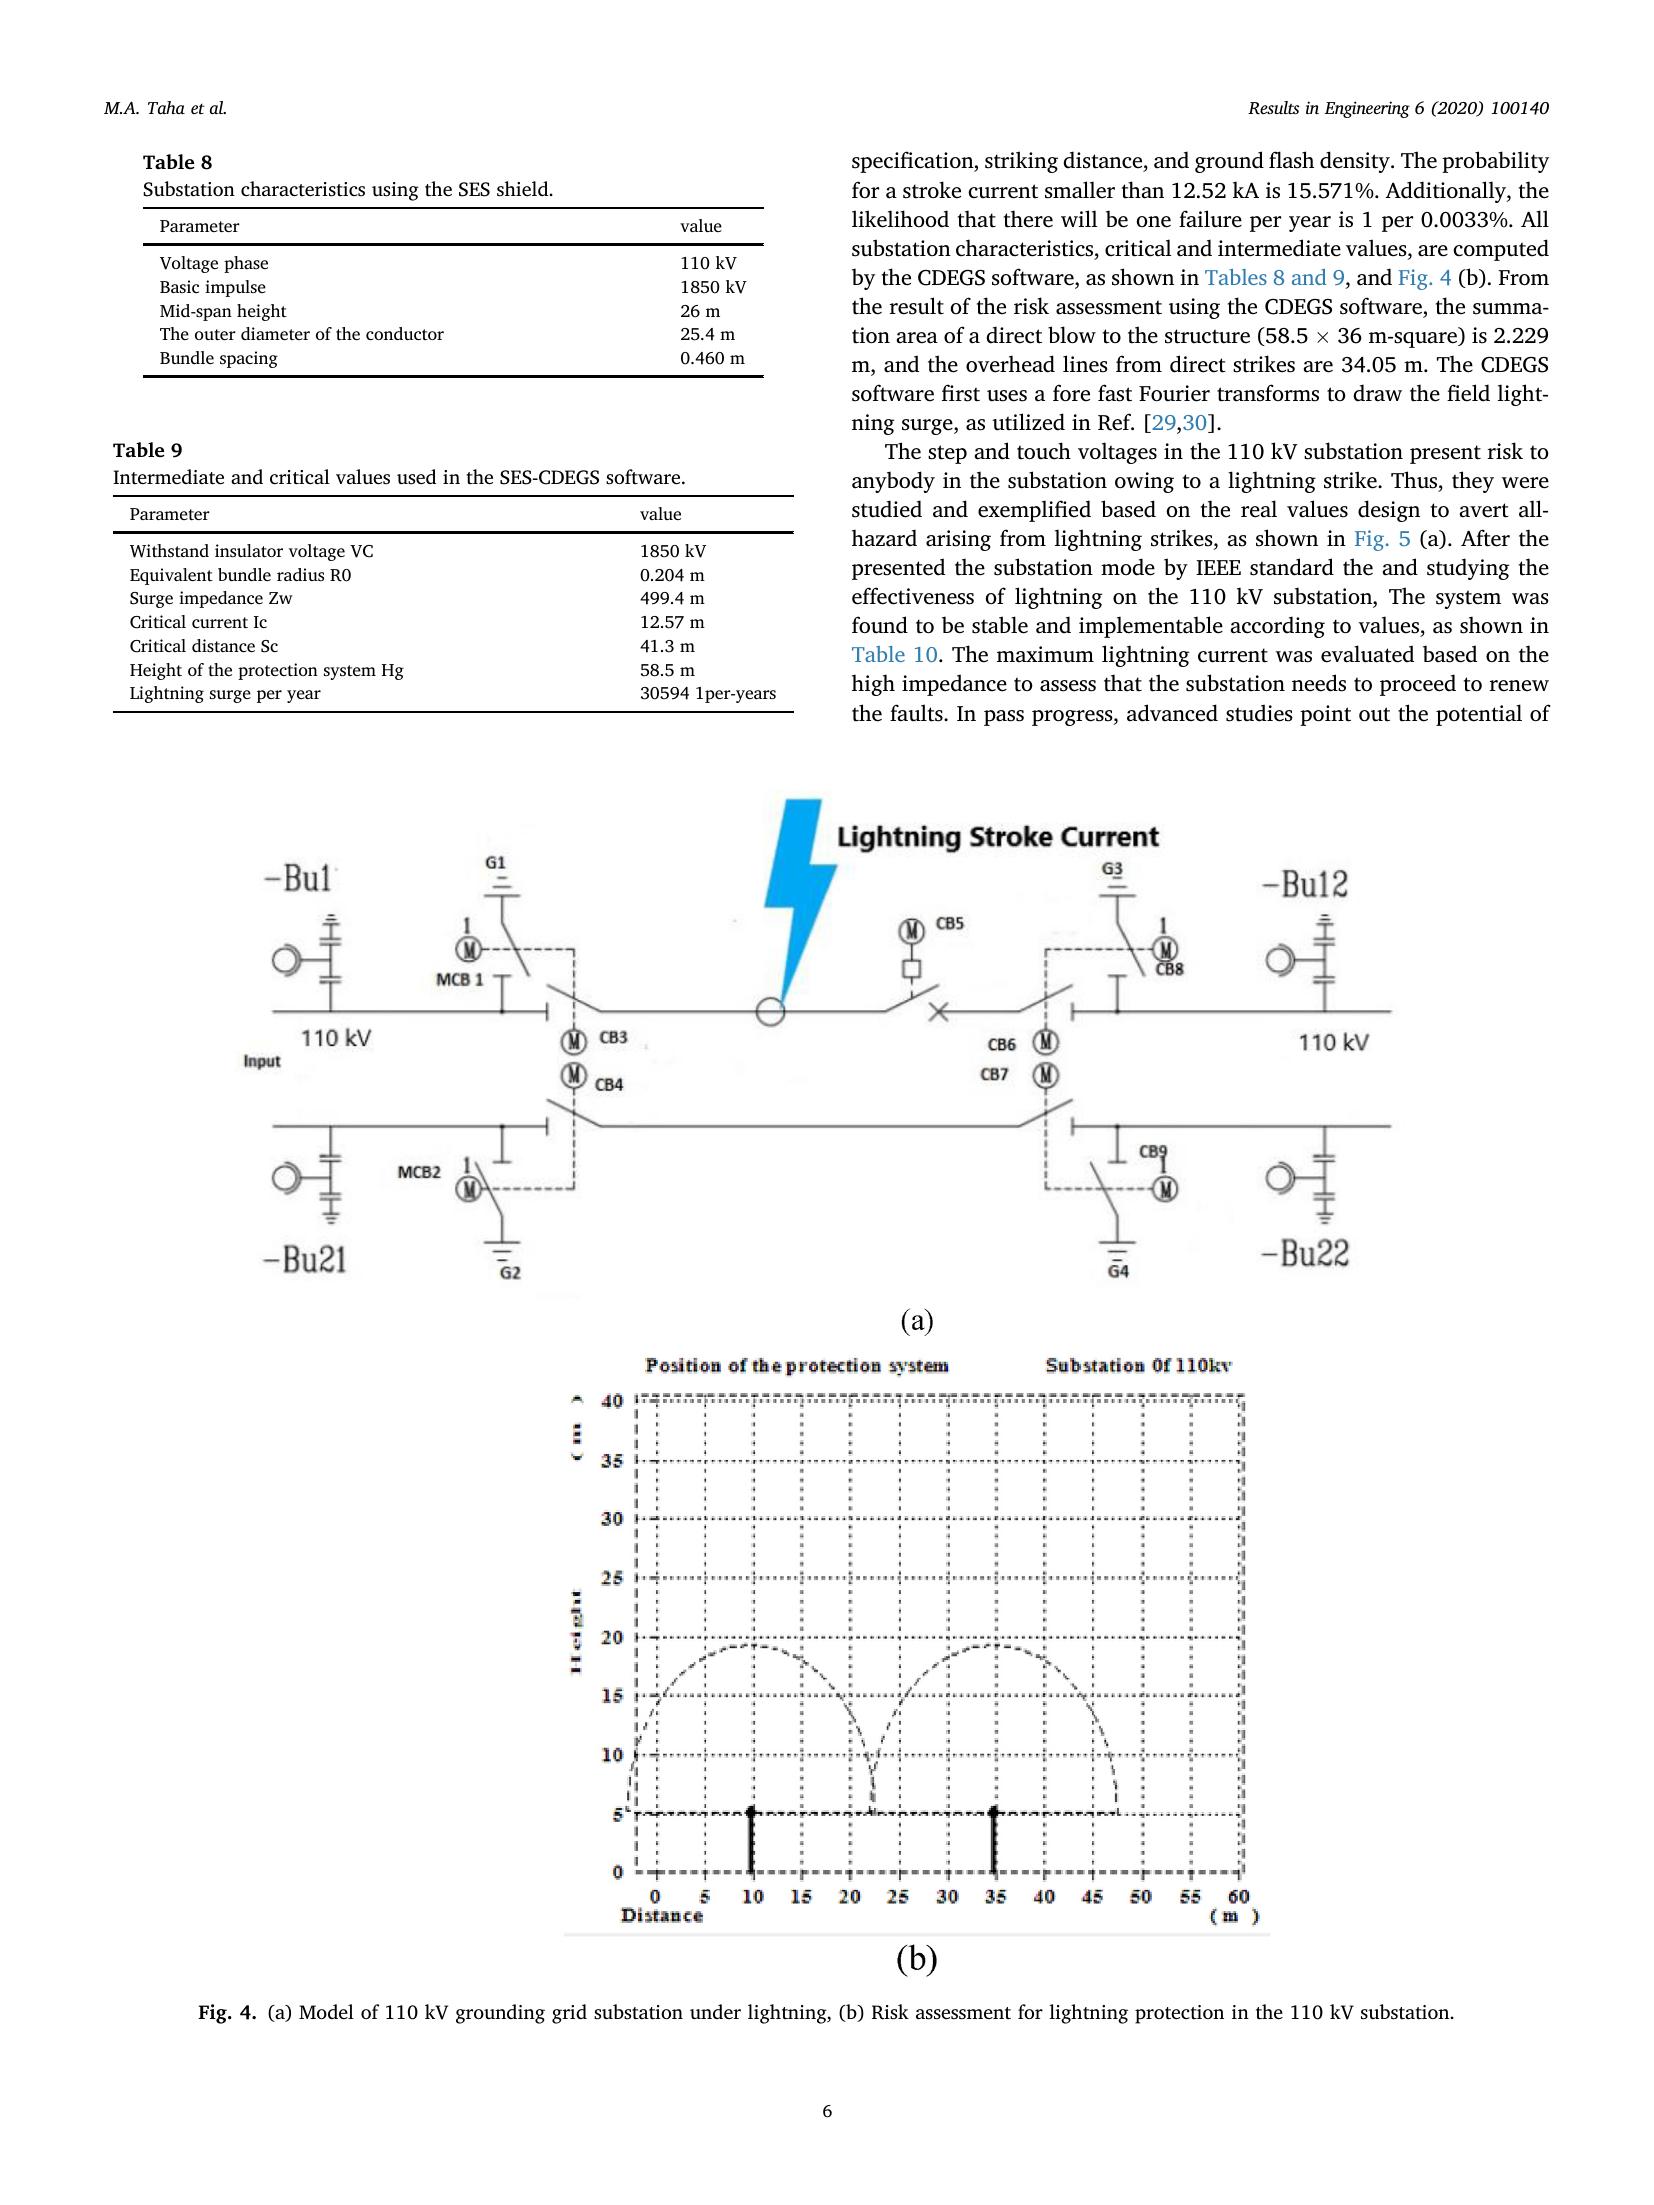 M.A. Taha et al.
Results in Engineering 6 (2020) 100140
Table 8
Substation characteristics using the SES shield.
Parameter value
Voltage phase 110 kV
Basic impulse 1850 kV
Mid-span height 26 m
The outer diameter of the conductor 25.4 m
Bundle spacing 0.460 m
Table 9
Intermediate and critical values used in the SES-CDEGS software.
Parameter value
Withstand insulator voltage VC 1850 kV
Equivalent bundle radius R0 0.204 m
Surge impedance Zw 499.4 m
Critical current Ic 12.57 m
Critical distance Sc 41.3 m
Height of the protection system Hg 58.5 m
Lightning surge per year 30594 1per-years
specification, striking distance, and ground flash density. The probability
for a stroke current smaller than 12.52 kA is 15.571%. Additionally, the
likelihood that there will be one failure per year is 1 per 0.0033%. All
substation characteristics, critical and intermediate values, are computed
by the CDEGS software, as shown in Tables 8 and 9, and Fig. 4 (b). From
the result of the risk assessment using the CDEGS software, the summa-
tion area of a direct blow to the structure (58.5 × 36 m-square) is 2.229
m, and the overhead lines from direct strikes are 34.05 m. The CDEGS
software first uses a fore fast Fourier transforms to draw the field light-
ning surge, as utilized in Ref. [29,30].
The step and touch voltages in the 110 kV substation present risk to
anybody in the substation owing to a lightning strike. Thus, they were
studied and exemplified based on the real values design to avert all-
hazard arising from lightning strikes, as shown in Fig. 5 (a). After the
presented the substation mode by IEEE standard the and studying the
effectiveness of lightning on the 110 kV substation, The system was
found to be stable and implementable according to values, as shown in
Table 10. The maximum lightning current was evaluated based on the
high impedance to assess that the substation needs to proceed to renew
the faults. In pass progress, advanced studies point out the potential of
Lightning Stroke Current
-Bu1
G1
G3
-Bu12
1
M
MCB 1
M
CB5
1
M
CB8
110 kV
Input
M
CB3
M
CB4
CB6
M
CB7
M
110 kV
MCB2
1
M
CB9
1
M
-Bu21
G2
G4
-Bu22
(a)
Position of the protection system
Substation 0f 110kv
Height
( m )
40
35
30
25
20
15
10
5
0
0 5 10 15 20 25 30 35 40 45 50 55 60
Distance ( m )
(b)
Fig. 4. (a) Model of 110 kV grounding grid substation under lightning, (b) Risk assessment for lightning protection in the 110 kV substation.
6